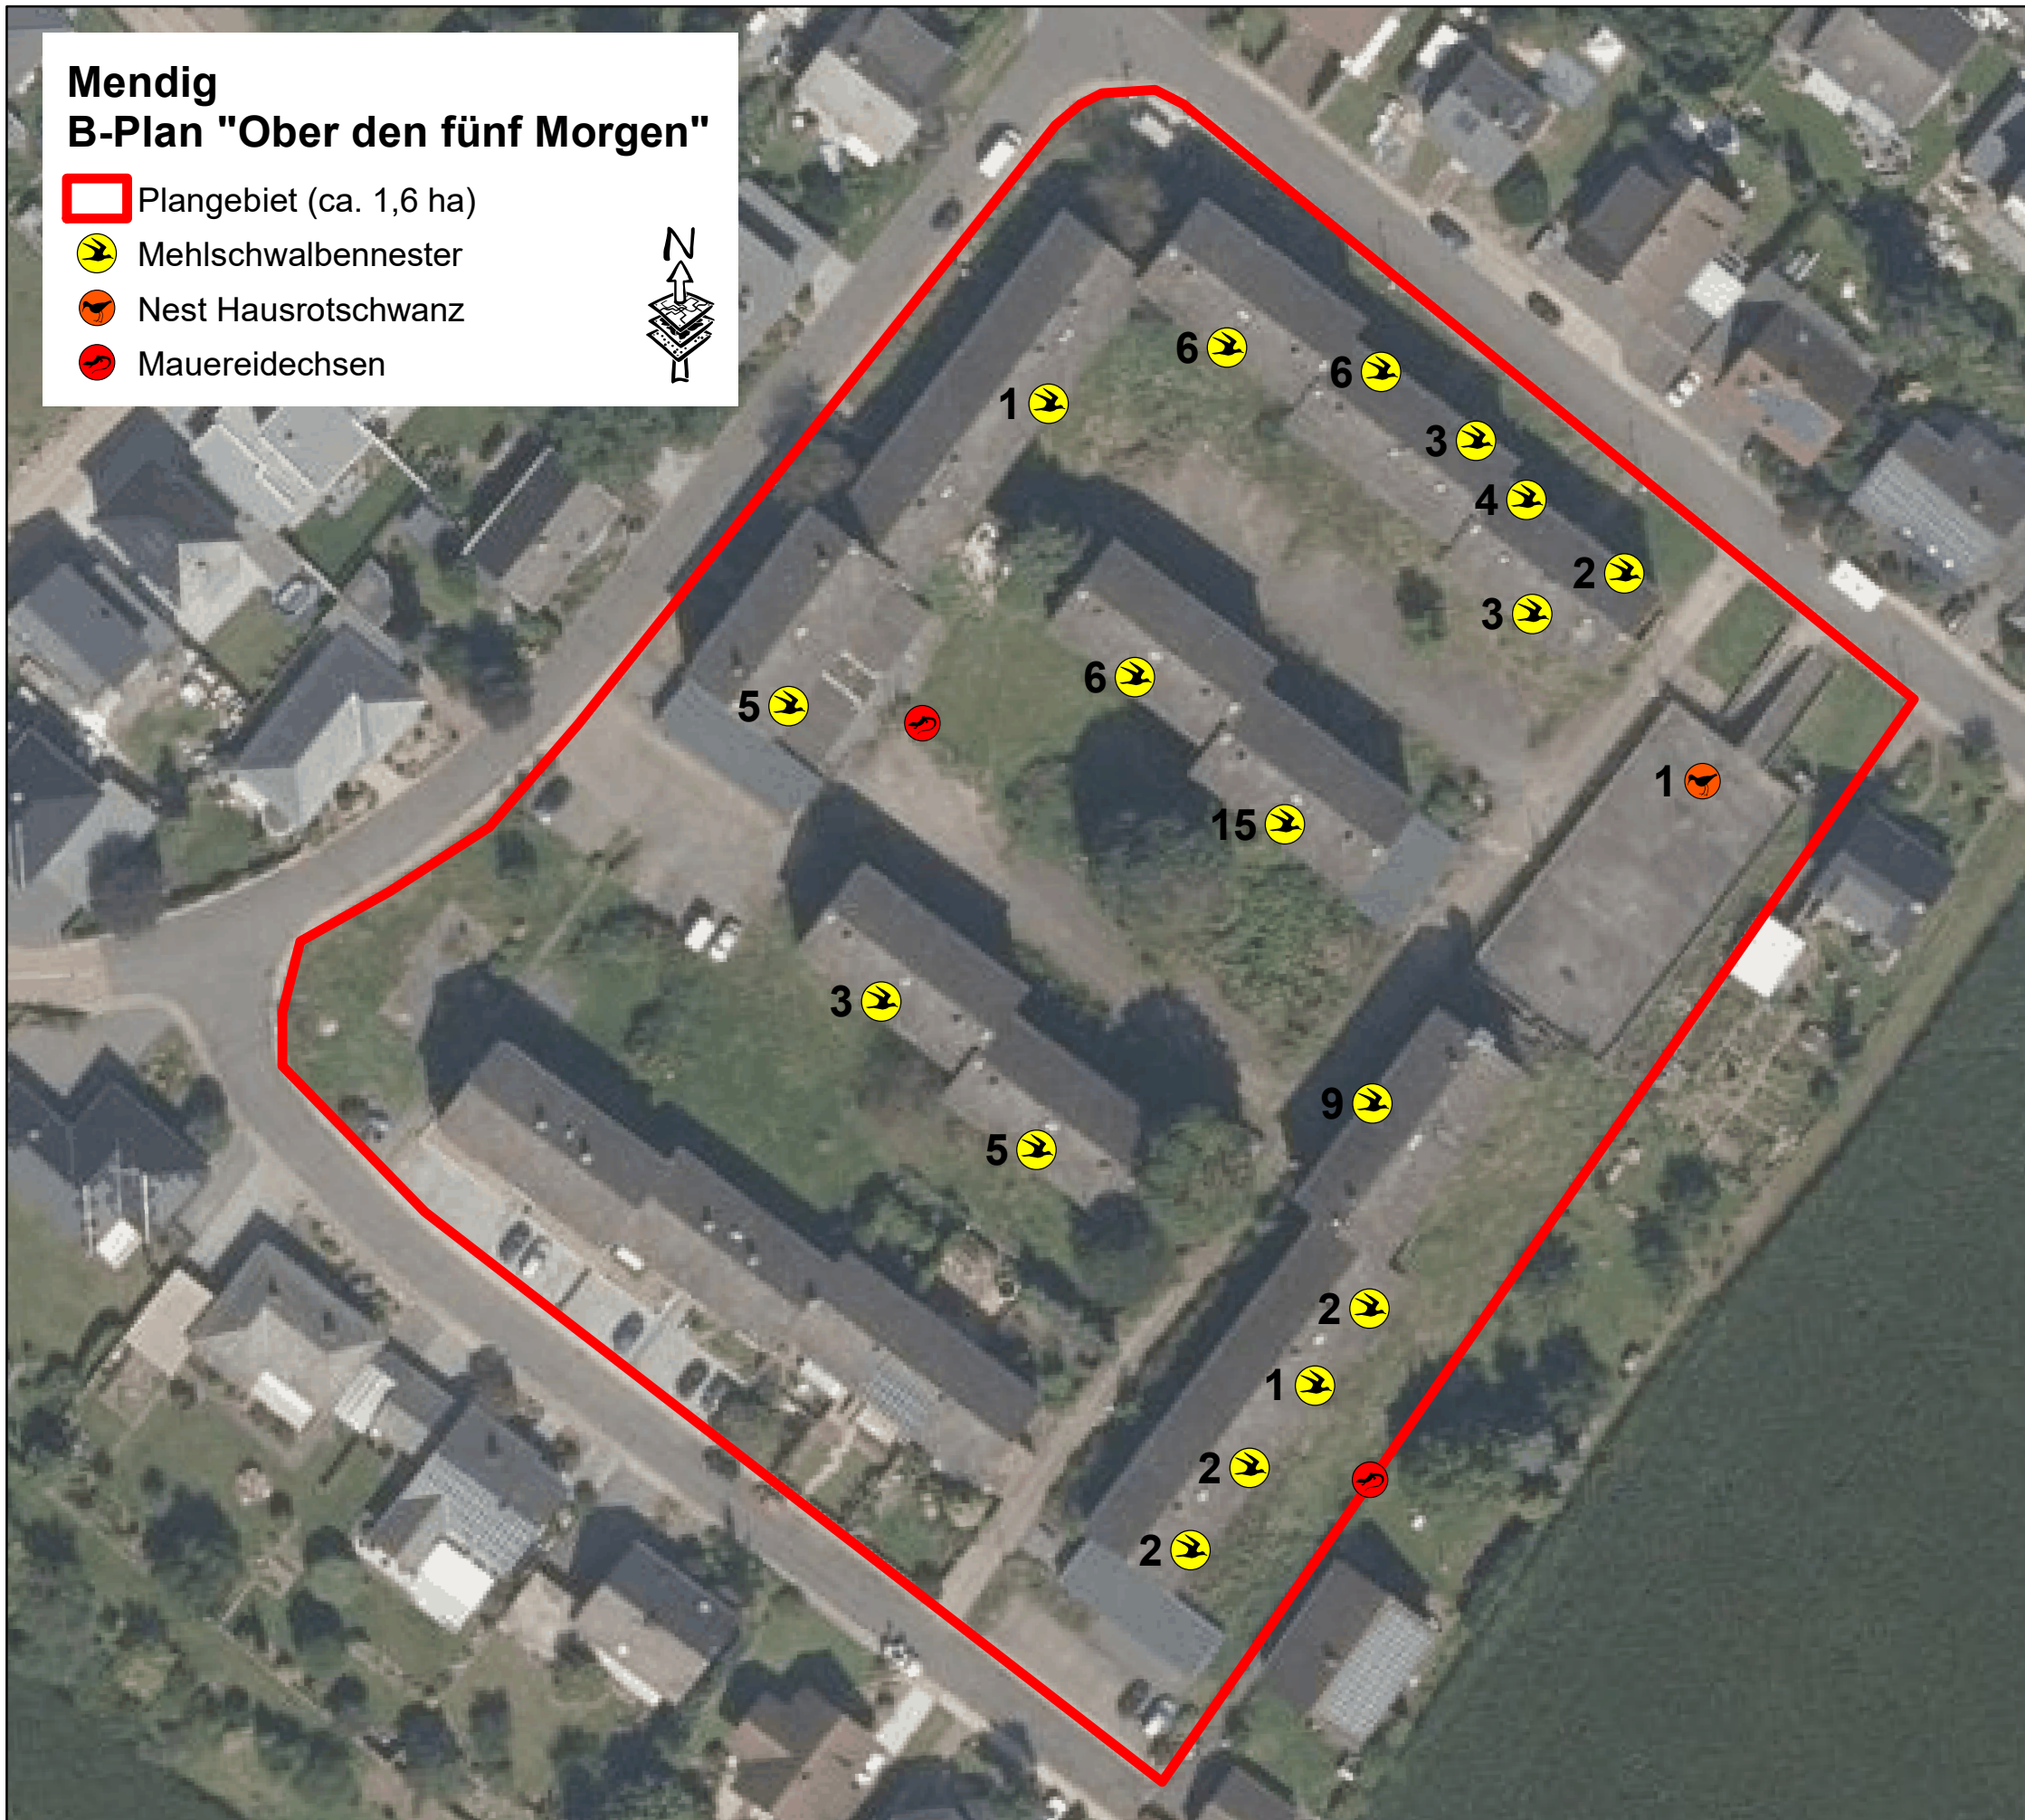 Mendig
B-Plan "Ober den fünf Morgen"
Plangebiet (ca. 1,6 ha)
Mehlschwalbennester
Nest Hausrotschwanz
Mauereidechsen
N
6
6
1
3
4
2
3
6
5
1
15
3
9
5
2
1
2
2